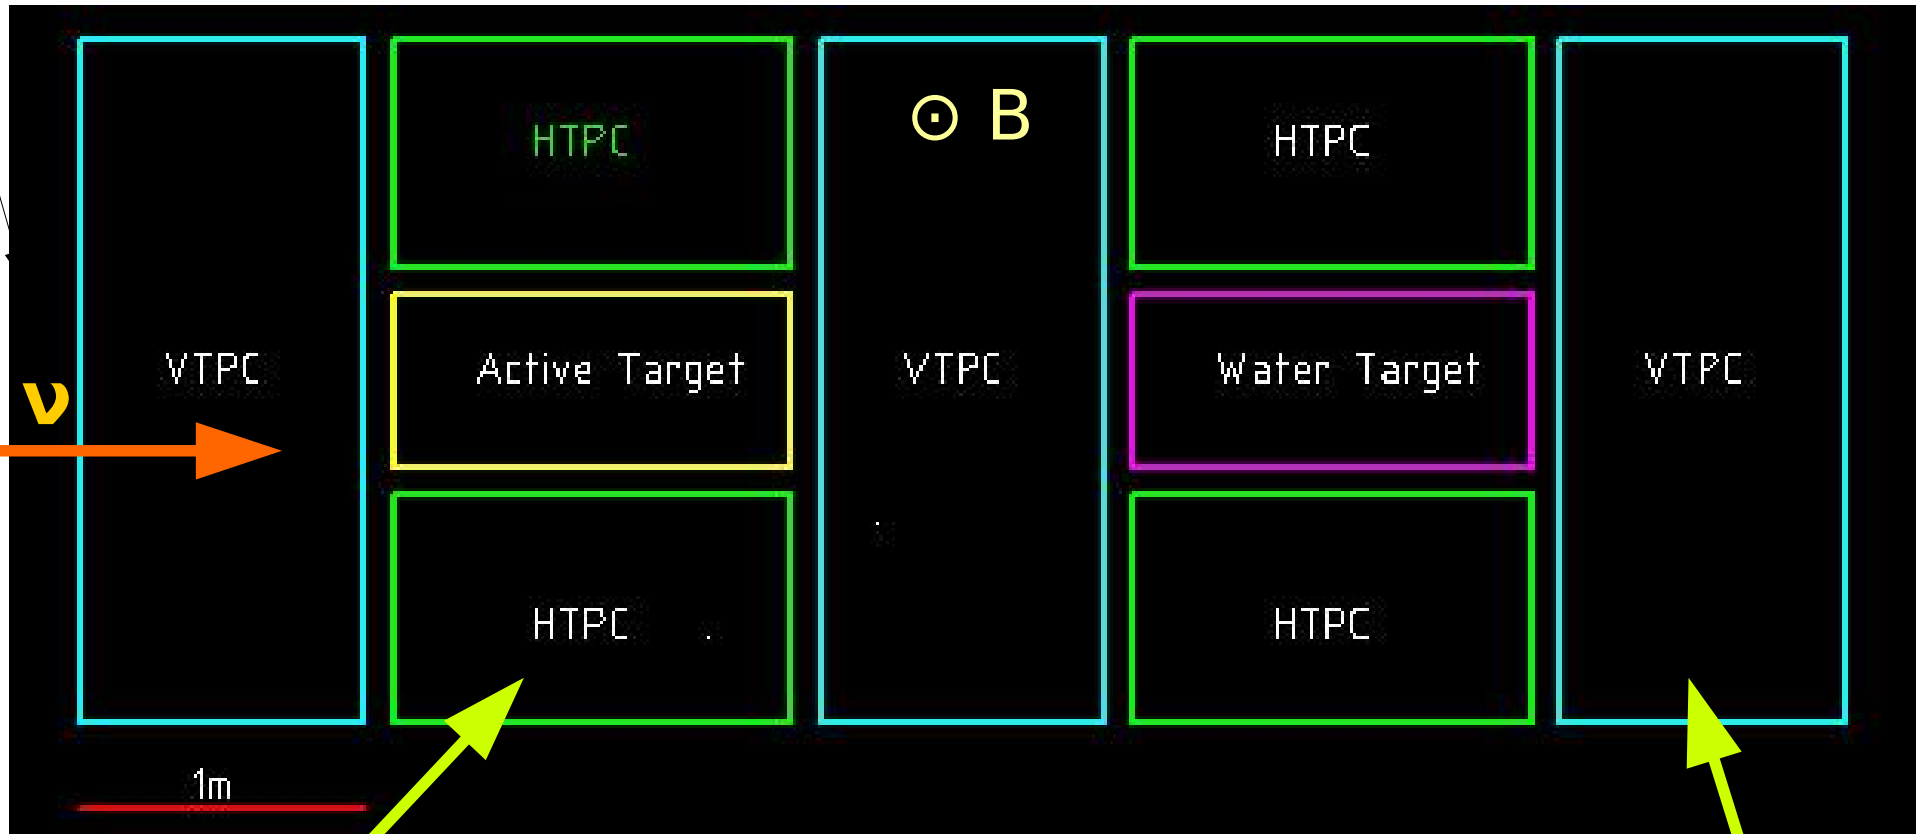 HTPC
⊙ B
HTPC
ν
VTPC
Active Target
VTPC
Water Target
VTPC
HTPC
HTPC
1m